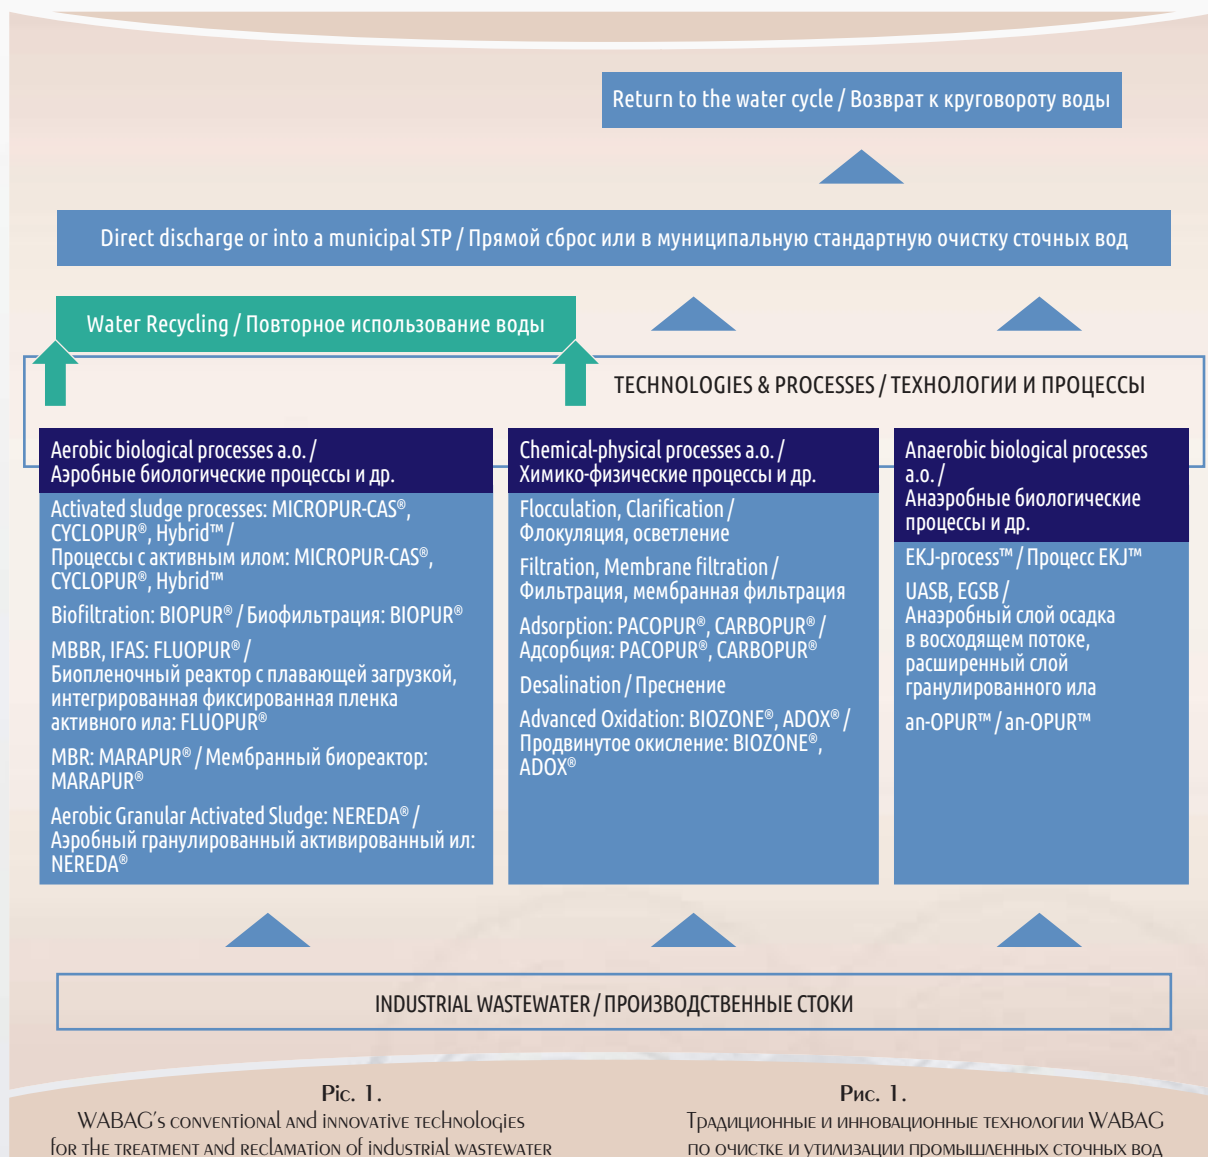 Return to the water cycle / Возврат к круговороту воды
Direct discharge or into a municipal STP / Прямой сброс или в муниципальную стандартную очистку сточных вод
Water Recycling / Повторное использование воды
TECHNOLOGIES & PROCESSES / ТЕХНОЛОГИИ И ПРОЦЕССЫ
Aerobic biological processes a.o. /
Аэробные биологические процессы и др.
Activated sludge processes: MICROPUR-CAS®,
CYCLOPUR®, Hybrid™ /
Процессы с активным илом: MICROPUR-CAS®,
CYCLOPUR®, Hybrid™
Biofiltration: BIOPUR® / Биофильтрация: BIOPUR®
MBBR, IFAS: FLUOPUR® /
Биопленочный реактор с плавающей загрузкой,
интегрированная фиксированная пленка
активного ила: FLUOPUR®
MBR: MARAPUR® / Мембранный биореактор:
MARAPUR®
Aerobic Granular Activated Sludge: NEREDA® /
Аэробный гранулированный активированный ил:
NEREDA®
Chemical-physical processes a.o. /
Химико-физические процессы и др.
Flocculation, Clarification /
Флокуляция, осветление
Filtration, Membrane filtration /
Фильтрация, мембранная фильтрация
Adsorption: PACOPUR®, CARBOPUR® /
Адсорбция: PACOPUR®, CARBOPUR®
Desalination / Преснение
Advanced Oxidation: BIOZONE®, ADOX® /
Продвинутое окисление: BIOZONE®,
ADOX®
Anaerobic biological processes
a.o. /
Анаэробные биологические
процессы и др.
EKJ-process™ / Процесс EKJ™
UASB, EGSB /
Анаэробный слой осадка
в восходящем потоке,
расширенный слой
гранулированного ила
an-OPUR™ / an-OPUR™
INDUSTRIAL WASTEWATER / ПРОИЗВОДСТВЕННЫЕ СТОКИ
Pic. 1.
WABAG's conventional and innovative technologies
for the treatment and reclamation of industrial wastewater
Рис. 1.
Традиционные и инновационные технологии WABAG
по очистке и утилизации промышленных сточных вод